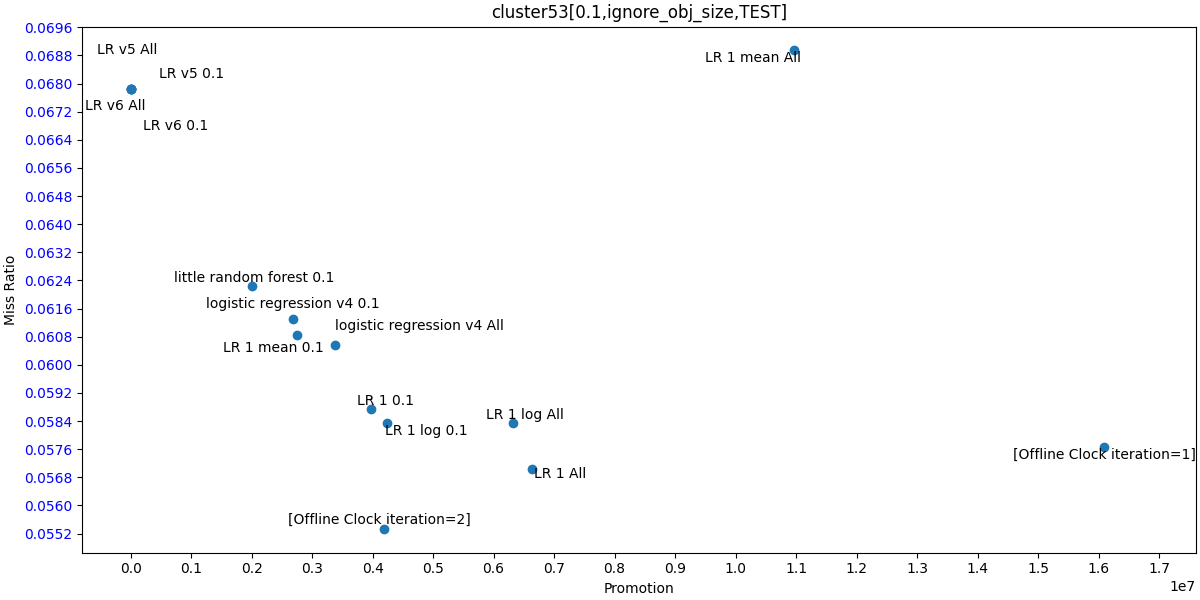 cluster53[0.1,ignore_obj_size,TEST]
0.0696
0.0688
0.0680
0.0672
0.0664
0.0656
0.0648
0.0640
0.0632
0.0624
0.0616
0.0608
0.0600
0.0592
0.0584
0.0576
0.0568
0.0560
0.0552
Miss Ratio
LR v5 All
LR 1 mean All
LR v5 0.1
LR v6 All
LR v6 0.1
little random forest 0.1
logistic regression v4 0.1
logistic regression v4 All
LR 1 mean 0.1
LR 1 0.1
LR 1 log All
LR 1 log 0.1
[Offline Clock iteration=1]
LR 1 All
[Offline Clock iteration=2]
0.0 0.1 0.2 0.3 0.4 0.5 0.6 0.7 0.8 0.9 1.0 1.1 1.2 1.3 1.4 1.5 1.6 1.7
1e7
Promotion